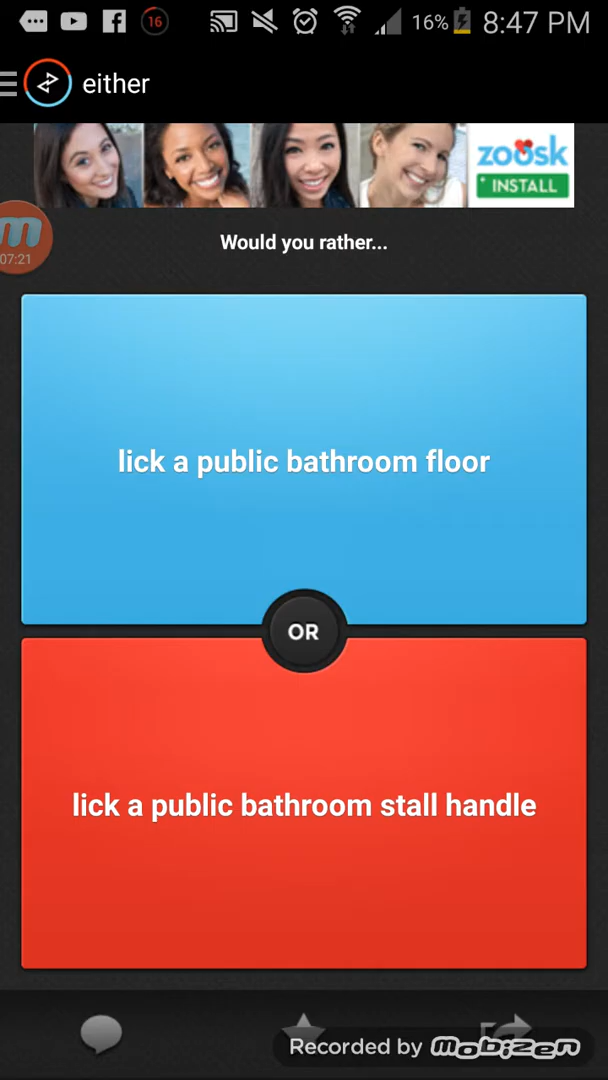 16
16%
8:47 PM
either
zoosk
INSTALL
m
07:21
Would you rather...
lick a public bathroom floor
OR
lick a public bathroom stall handle
Recorded by mobizen